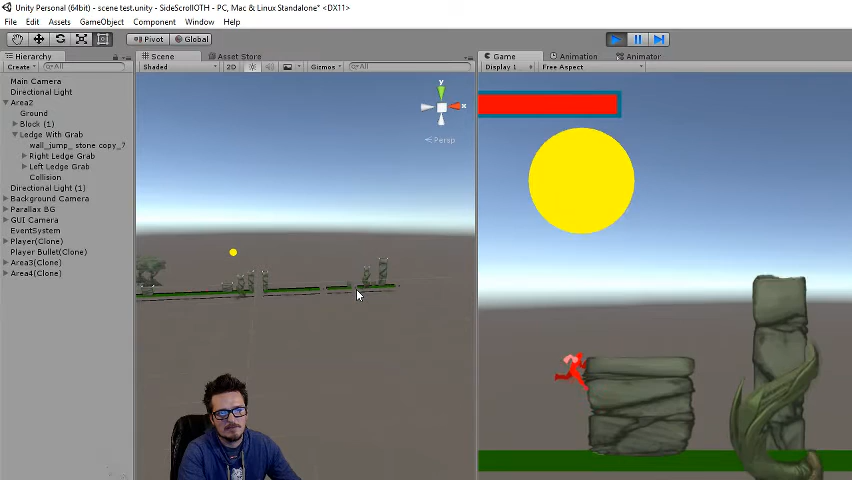 Unity Personal (64bit) - scene test.unity - SideScrollOTH - PC, Mac & Linux Standalone* <DX11>
File Edit Assets GameObject Component Window Help
Pivot Global
Hierarchy Scene Asset Store Game Animation Animator
Create All Shaded 2D Gizmos All Display 1 Free Aspect
Main Camera
Directional Light
Area2
Ground
Block (1)
Ledge With Grab
wall_jump_ stone copy_7
Right Ledge Grab
Left Ledge Grab
Collision
Directional Light (1)
Background Camera
Parallax BG
GUI Camera
EventSystem
Player(Clone)
Player Bullet(Clone)
Area3(Clone)
Area4(Clone)
y
x
Persp